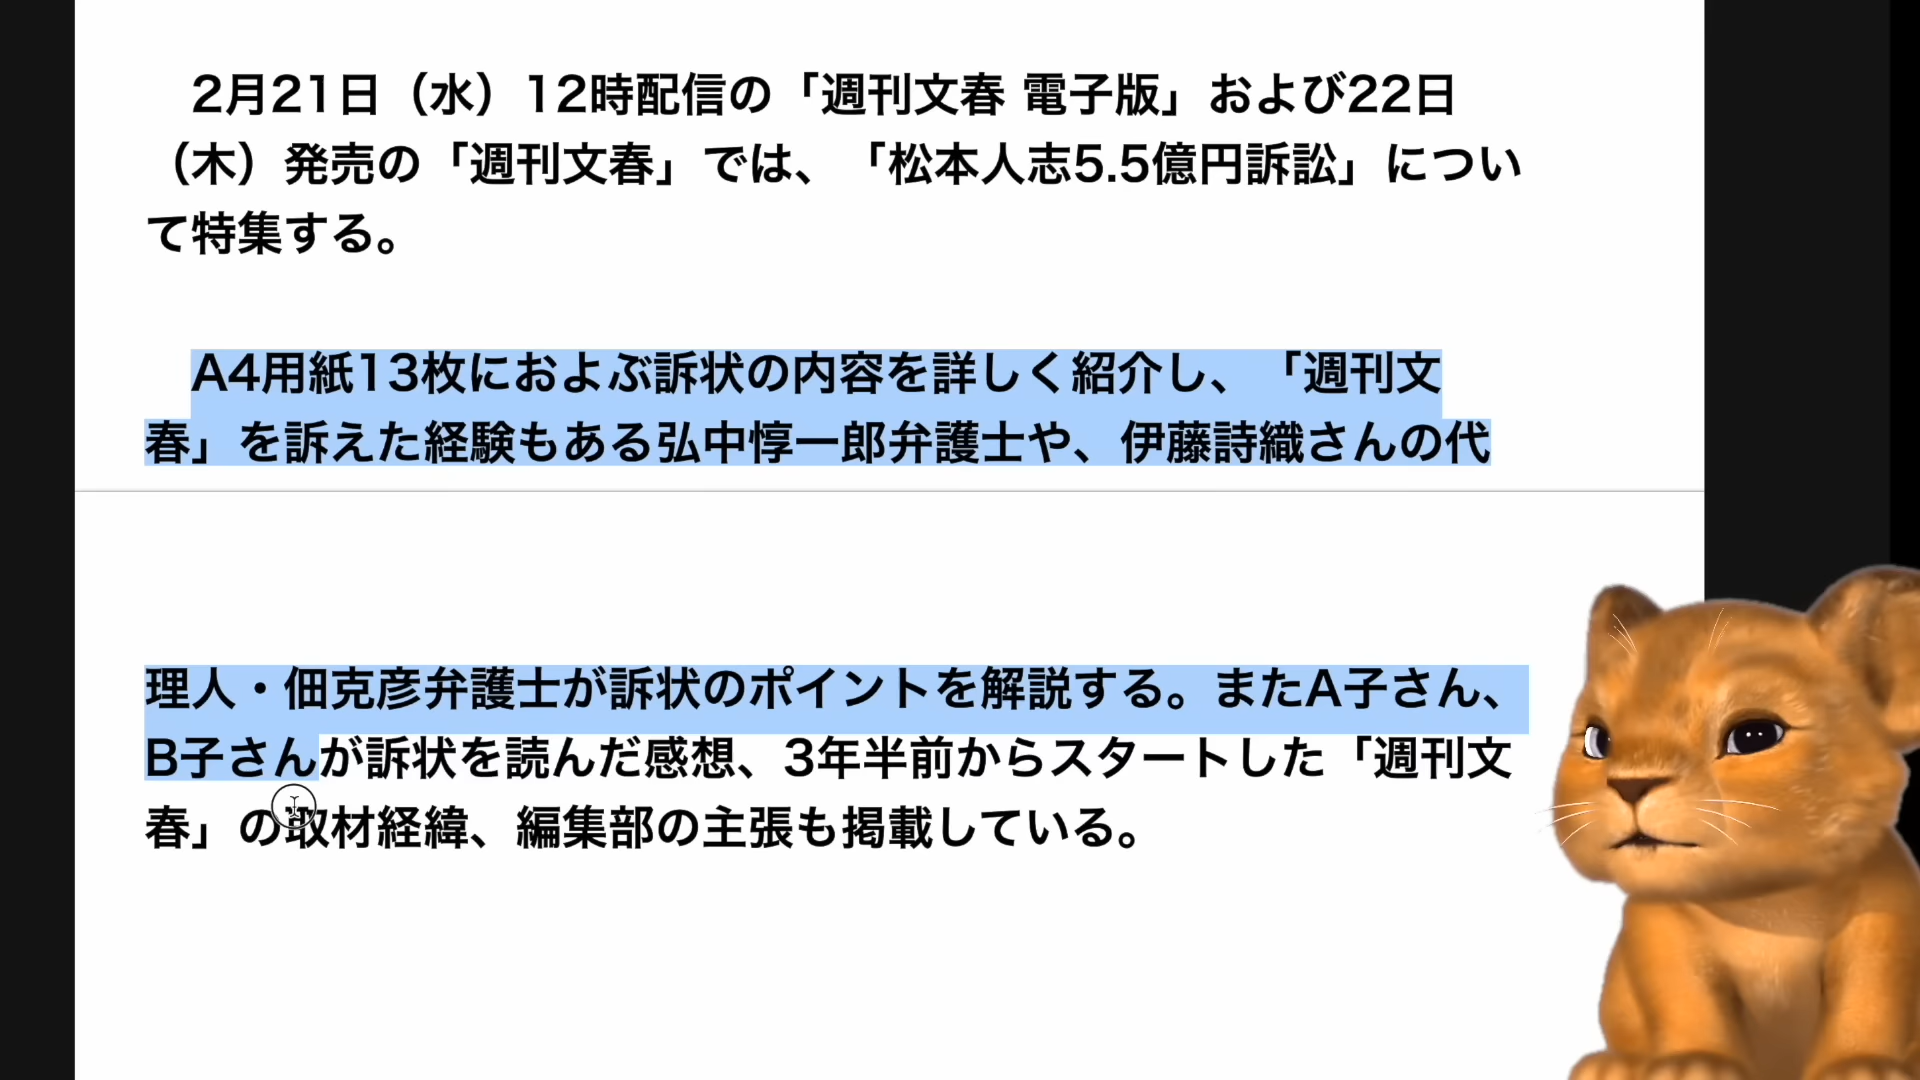 2月21日（水）12時配信の「週刊文春 電子版」および22日
（木）発売の「週刊文春」では、「松本人志5.5億円訴訟」につい
て特集する。
A4用紙13枚におよぶ訴状の内容を詳しく紹介し、「週刊文
春」を訴えた経験もある弘中惇一郎弁護士や、伊藤詩織さんの代
理人・佃克彦弁護士が訴状のポイントを解説する。またA子さん、
B子さんが訴状を読んだ感想、3年半前からスタートした「週刊文
春」の取材経緯、編集部の主張も掲載している。